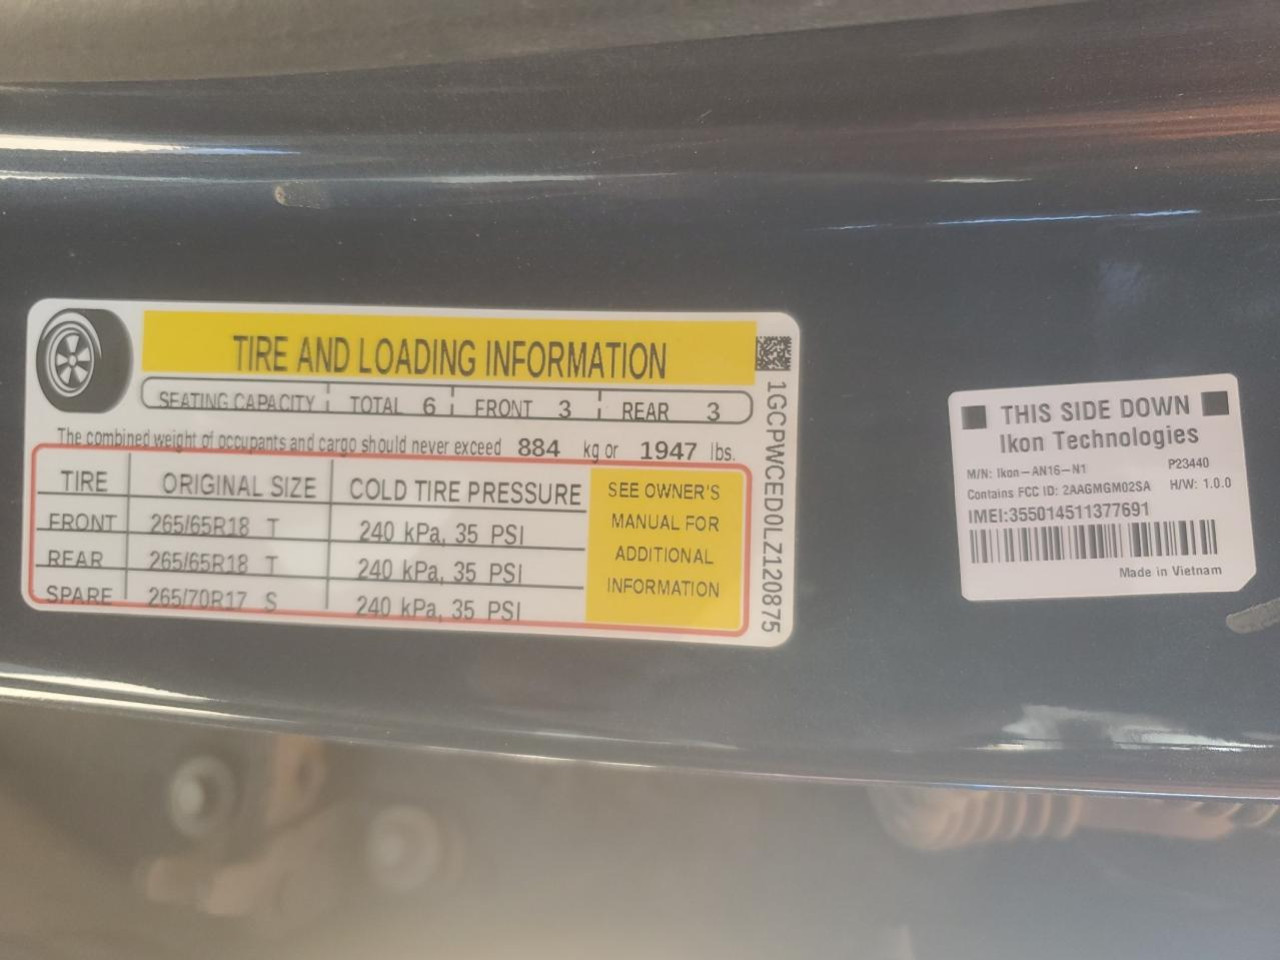 TIRE AND LOADING INFORMATION
SEATING CAPACITY TOTAL 6 FRONT 3 REAR 3
The combined weight of occupants and cargo should never exceed 884 kg or 1947 lbs.
TIRE ORIGINAL SIZE COLD TIRE PRESSURE
FRONT 265/65R18 T 240 kPa, 35 PSI
REAR 265/65R18 T 240 kPa, 35 PSI
SPARE 265/70R17 S 240 kPa, 35 PSI
SEE OWNER'S
MANUAL FOR
ADDITIONAL
INFORMATION
1GCPWCED0LZ120875
THIS SIDE DOWN
Ikon Technologies
M/N: Ikon-AN16-N1 P23440
Contains FCC ID: 2AAGMGM02SA H/W: 1.0.0
IMEI:355014511377691
Made in Vietnam